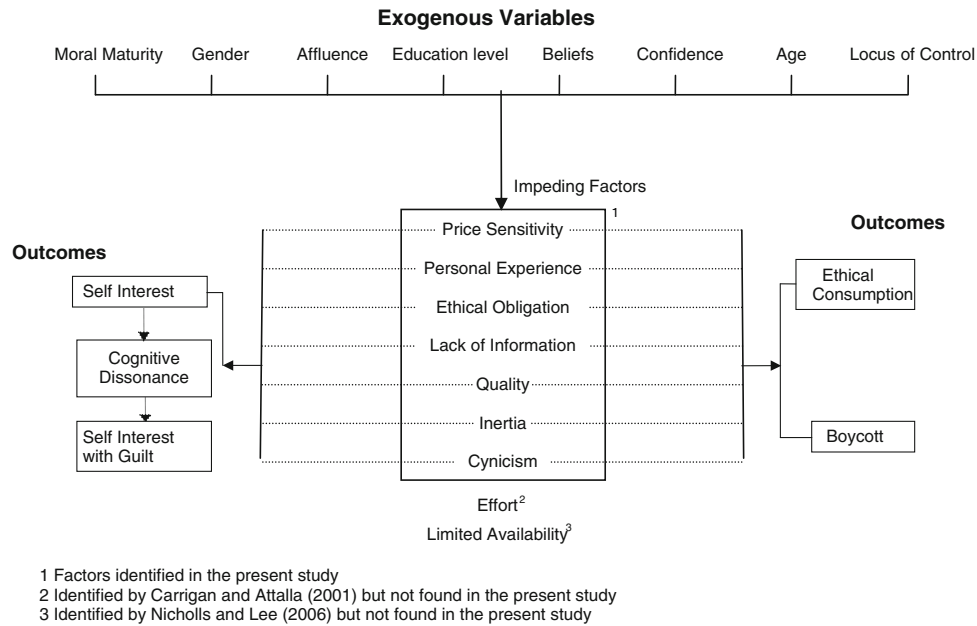 Exogenous Variables
Moral Maturity Gender Affluence Education level Beliefs Confidence Age Locus of Control
Impeding Factors
1
Price Sensitivity
Personal Experience
Ethical Obligation
Lack of Information
Quality
Inertia
Cynicism
Effort2
Limited Availability3
Outcomes
Self Interest
Cognitive
Dissonance
Self Interest
with Guilt
Outcomes
Ethical
Consumption
Boycott
1 Factors identified in the present study
2 Identified by Carrigan and Attalla (2001) but not found in the present study
3 Identified by Nicholls and Lee (2006) but not found in the present study